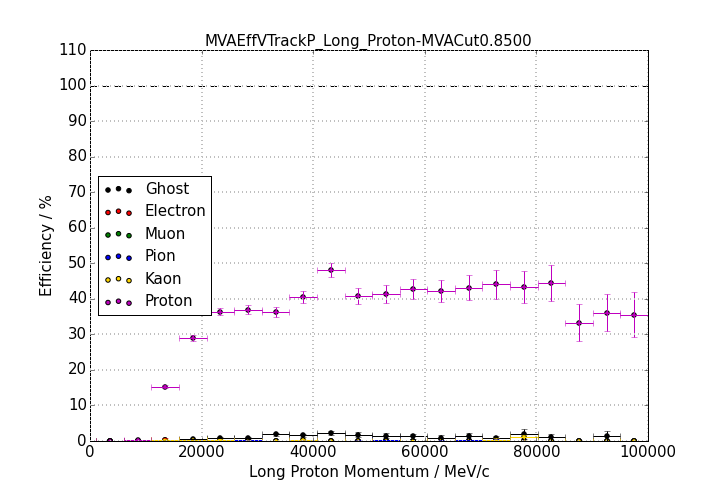 MVAEffVTrackP_Long_Proton-MVACut0.8500
Efficiency / %
110
100
90
80
70
60
50
40
30
20
10
0
Ghost
Electron
Muon
Pion
Kaon
Proton
0 20000 40000 60000 80000 100000
Long Proton Momentum / MeV/c